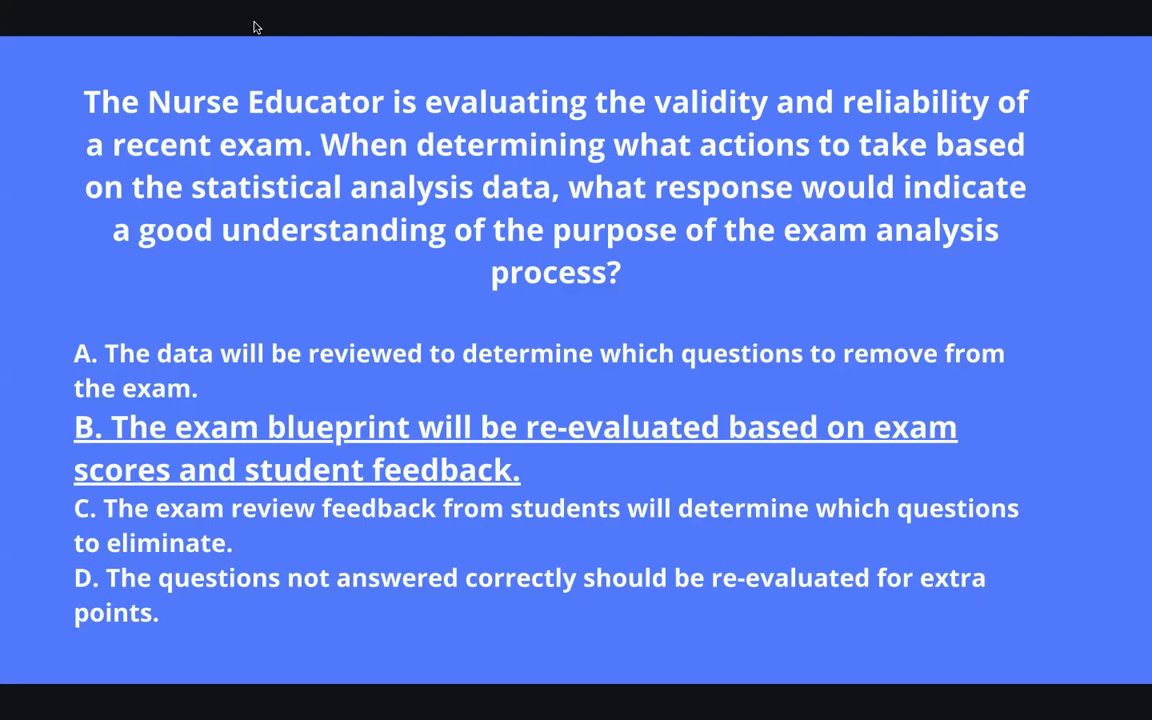 The Nurse Educator is evaluating the validity and reliability of
a recent exam. When determining what actions to take based
on the statistical analysis data, what response would indicate
a good understanding of the purpose of the exam analysis
process?
A. The data will be reviewed to determine which questions to remove from
the exam.
B. The exam blueprint will be re-evaluated based on exam
scores and student feedback.
C. The exam review feedback from students will determine which questions
to eliminate.
D. The questions not answered correctly should be re-evaluated for extra
points.